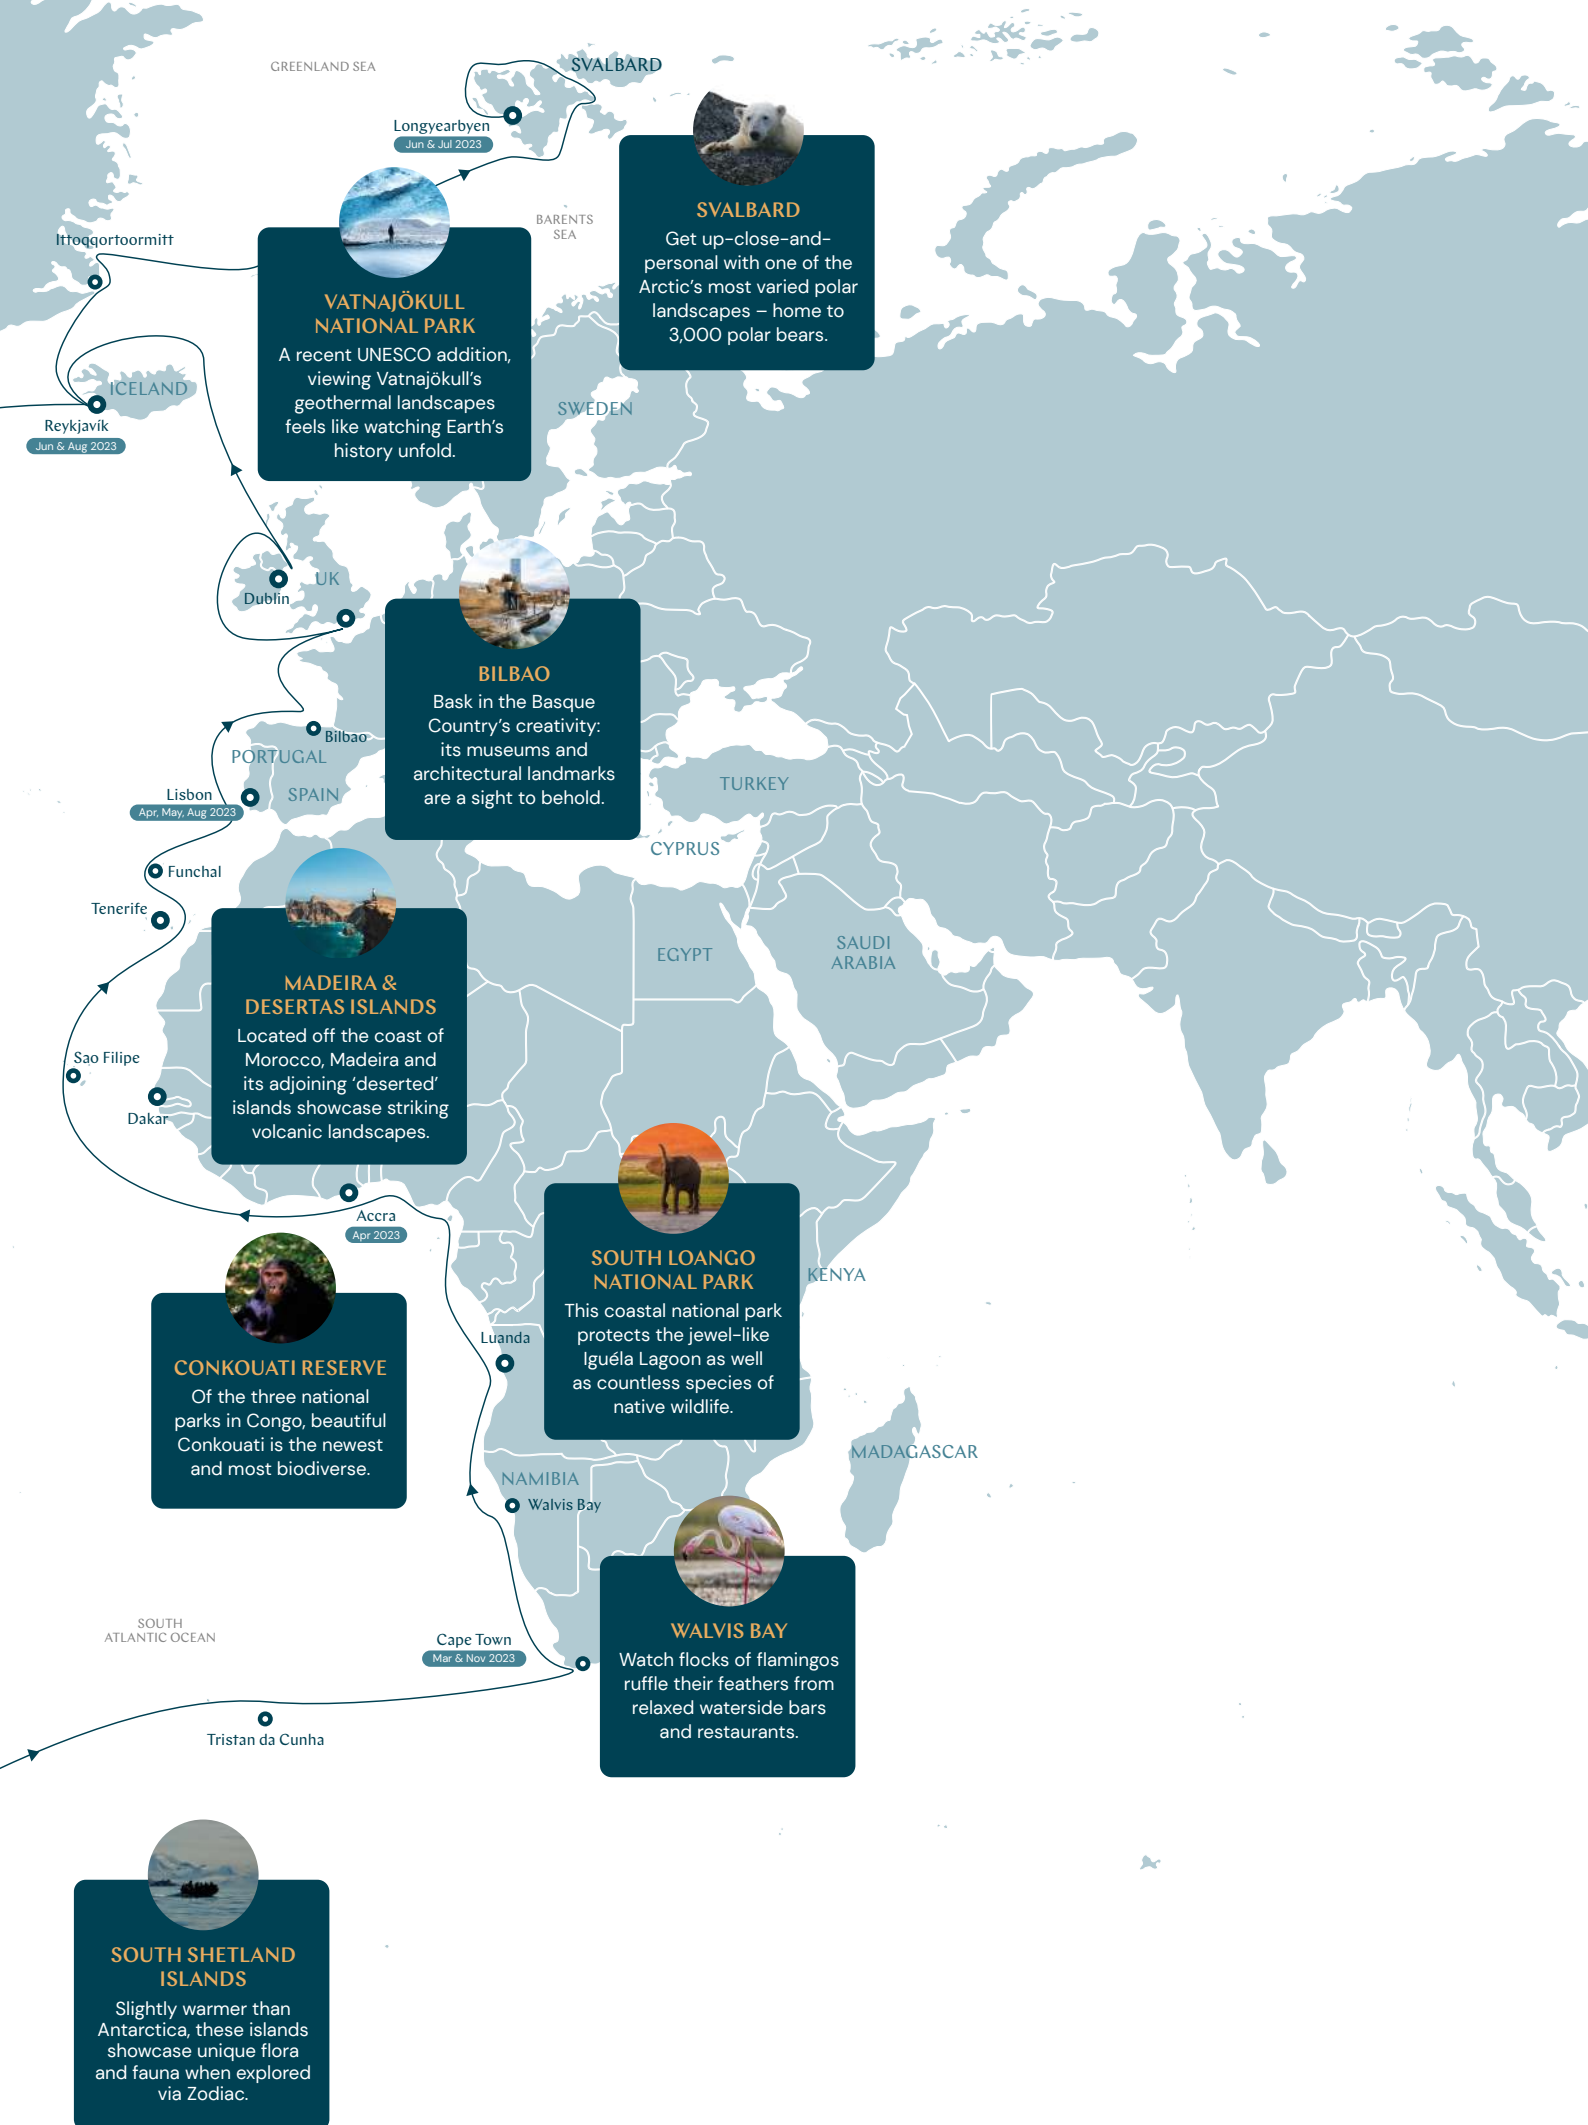 GREENLAND SEA
SVALBARD
Longyearbyen
Jun & Jul 2023
BARENTS
SEA
Ittoqqortoormitt
SVALBARD
Get up-close-and-
personal with one of the
Arctic's most varied polar
landscapes – home to
3,000 polar bears.
VATNAJÖKULL
NATIONAL PARK
A recent UNESCO addition,
viewing Vatnajökull's
geothermal landscapes
feels like watching Earth's
history unfold.
ICELAND
Reykjavík
Jun & Aug 2023
SWEDEN
UK
Dublin
BILBAO
Bask in the Basque
Country's creativity:
its museums and
architectural landmarks
are a sight to behold.
Bilbao
PORTUGAL
SPAIN
Lisbon
Apr, May, Aug 2023
TURKEY
CYPRUS
Funchal
Tenerife
EGYPT
SAUDI
ARABIA
MADEIRA &
DESERTAS ISLANDS
Located off the coast of
Morocco, Madeira and
its adjoining ‘deserted’
islands showcase striking
volcanic landscapes.
Sao Filipe
Dakar
Accra
Apr 2023
SOUTH LOANGO
NATIONAL PARK
This coastal national park
protects the jewel-like
Iguéla Lagoon as well
as countless species of
native wildlife.
KENYA
CONKOUATI RESERVE
Of the three national
parks in Congo, beautiful
Conkouati is the newest
and most biodiverse.
Luanda
MADAGASCAR
NAMIBIA
Walvis Bay
WALVIS BAY
Watch flocks of flamingos
ruffle their feathers from
relaxed waterside bars
and restaurants.
SOUTH
ATLANTIC OCEAN
Cape Town
Mar & Nov 2023
Tristan da Cunha
SOUTH SHETLAND
ISLANDS
Slightly warmer than
Antarctica, these islands
showcase unique flora
and fauna when explored
via Zodiac.